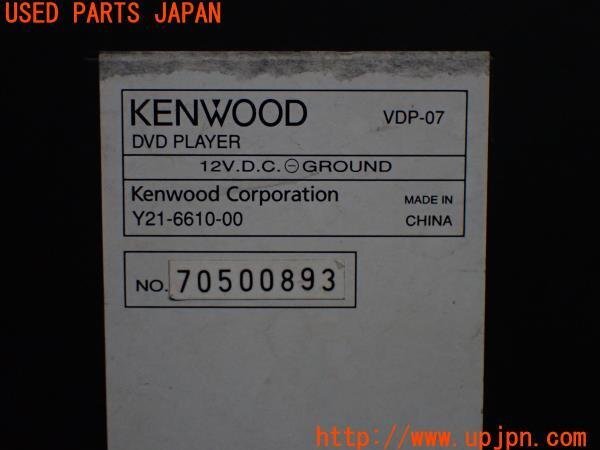 USED PARTS JAPAN
KENWOOD VDP-07
DVD PLAYER
12V.D.C. ⊖ GROUND
Kenwood Corporation MADE IN
Y21-6610-00 CHINA
NO. 70500893
(C)Copyright
http://www.upjpn.com/